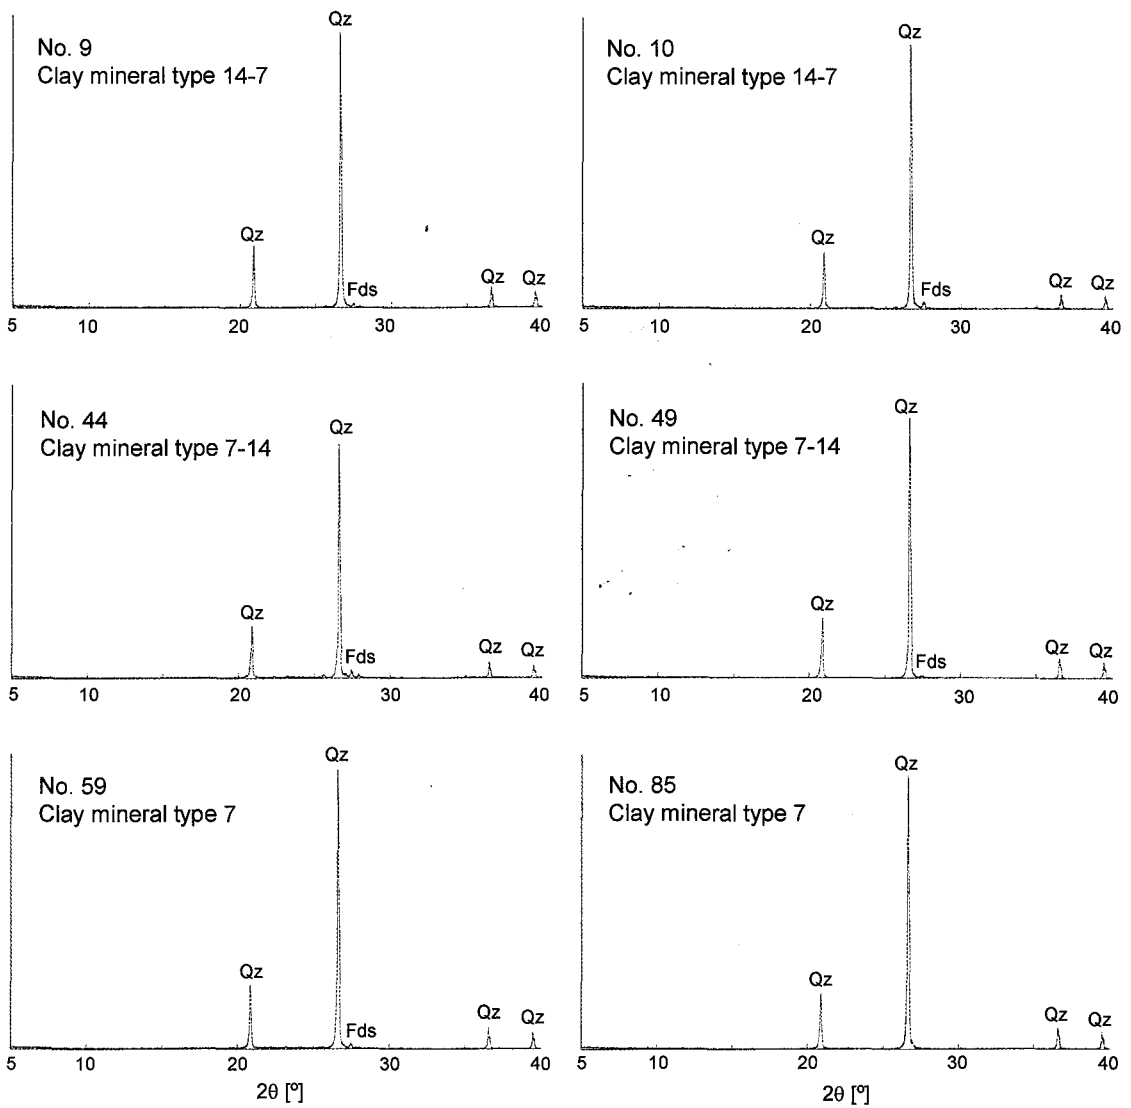 No. 9
Clay mineral type 14-7
Qz
Qz
Fds
Qz
Qz
5 10 20 30 40
No. 10
Clay mineral type 14-7
Qz
Qz
Fds
Qz
Qz
5 10 20 30 40
No. 44
Clay mineral type 7-14
Qz
Qz
Fds
Qz
Qz
5 10 20 30 40
No. 49
Clay mineral type 7-14
Qz
Qz
Fds
Qz
Qz
5 10 20 30 40
No. 59
Clay mineral type 7
Qz
Qz
Fds
Qz
Qz
5 10 20 30 40
2θ [º]
No. 85
Clay mineral type 7
Qz
Qz
Qz
Qz
5 10 20 30 40
2θ [º]